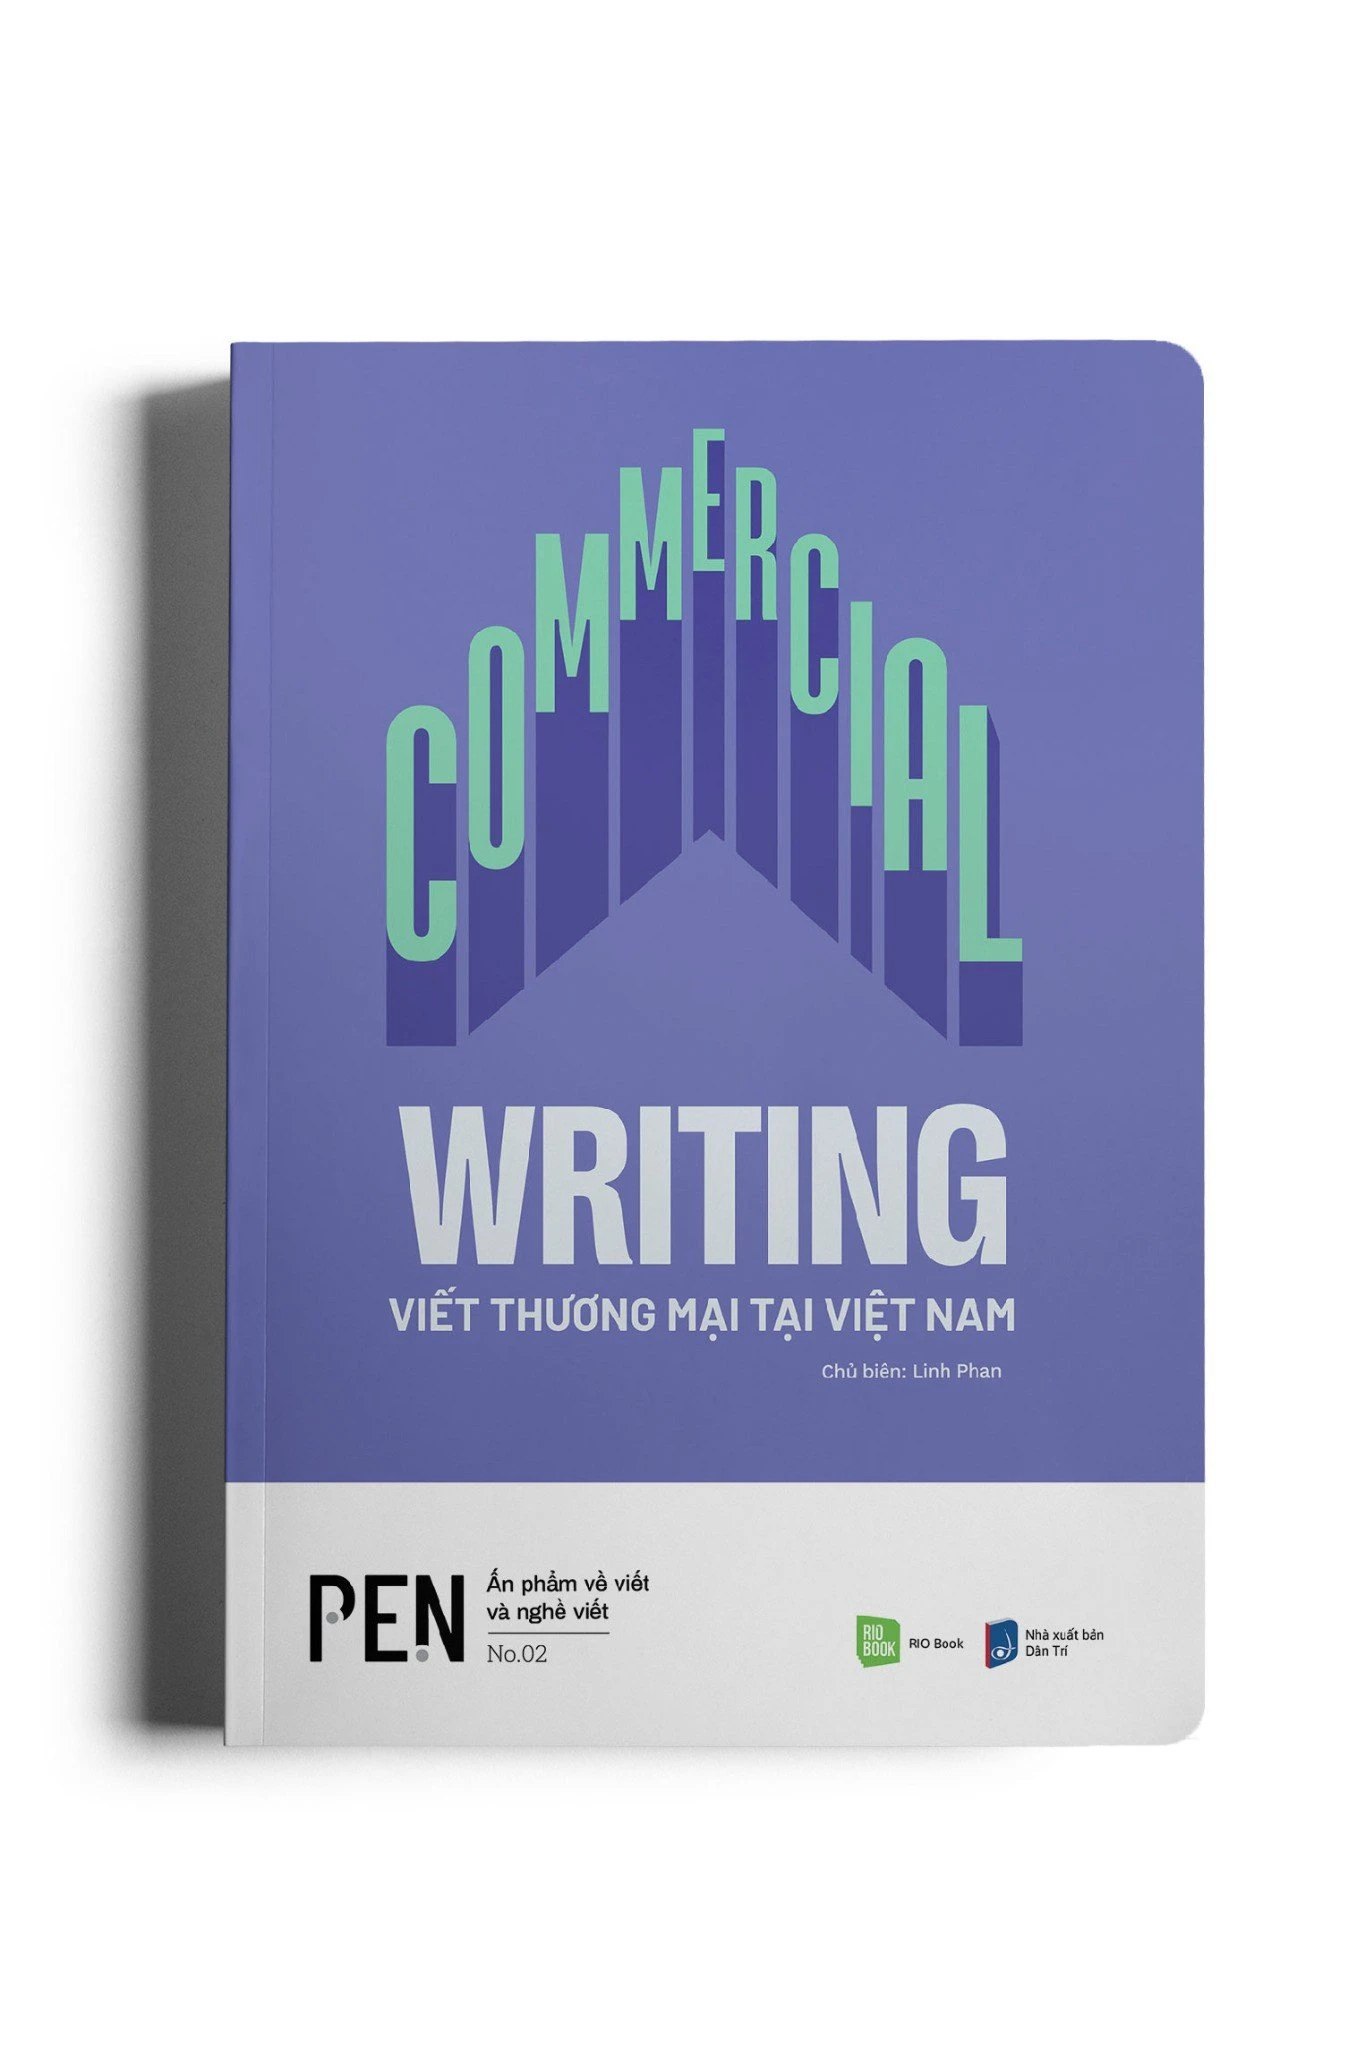 COMMERCIAL
WRITING
VIẾT THƯƠNG MẠI TẠI VIỆT NAM
Chủ biên: Linh Phan
PEN
Ấn phẩm về viết
và nghề viết
No.02
RIO
BOOK
RIO Book
Nhà xuất bản
Dân Trí